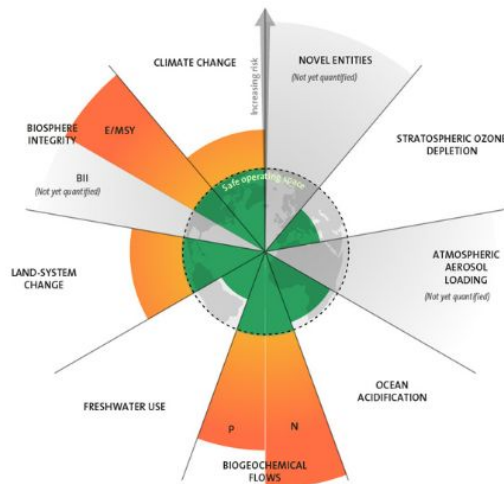 CLIMATE CHANGE
Increasing risk
NOVEL ENTITIES
(Not yet quantified)
STRATOSPHERIC OZONE
DEPLETION
ATMOSPHERIC
AEROSOL
LOADING
(Not yet quantified)
OCEAN
ACIDIFICATION
N
P
BIOGEOCHEMICAL
FLOWS
FRESHWATER USE
LAND-SYSTEM
CHANGE
BIOSPHERE
INTEGRITY
E/MSY
BII
(Not yet quantified)
Safe operating space